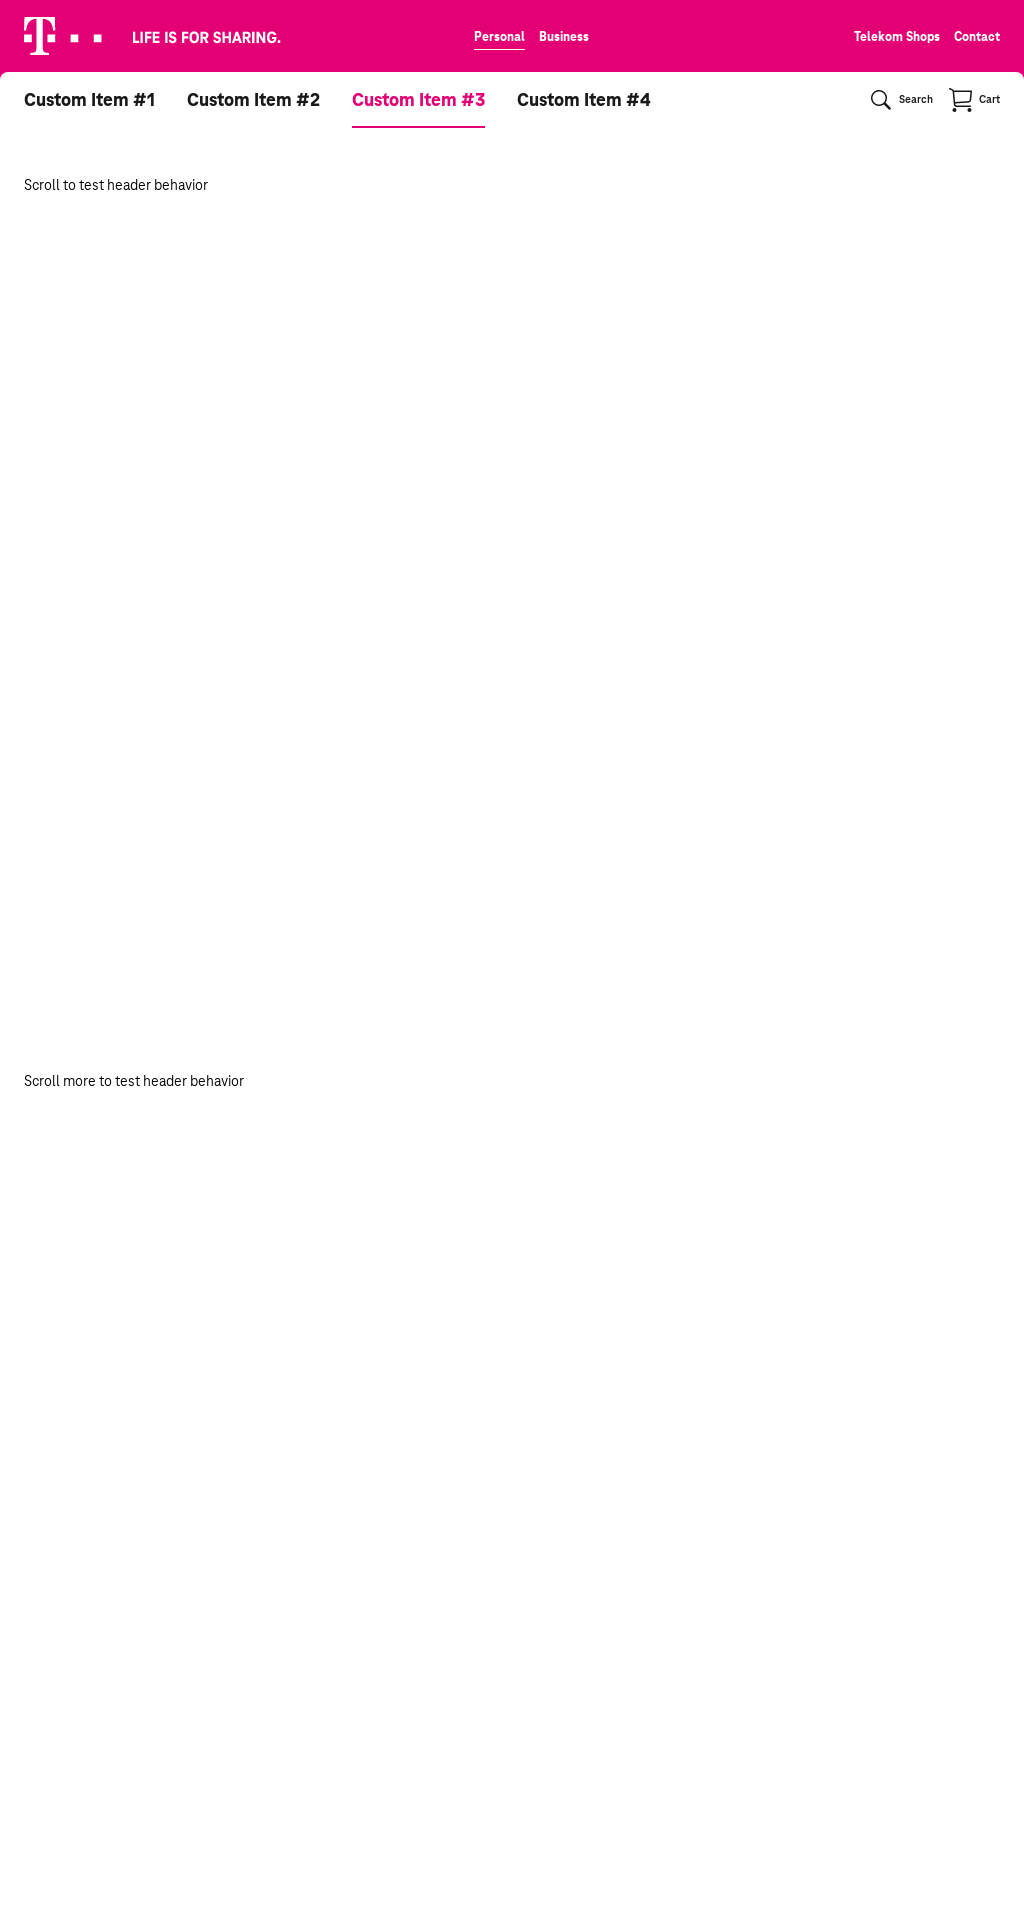 T LIFE IS FOR SHARING. Personal Business Telekom Shops Contact
Custom Item #1 Custom Item #2 Custom Item #3 Custom Item #4 Search Cart
Scroll to test header behavior
Scroll more to test header behavior